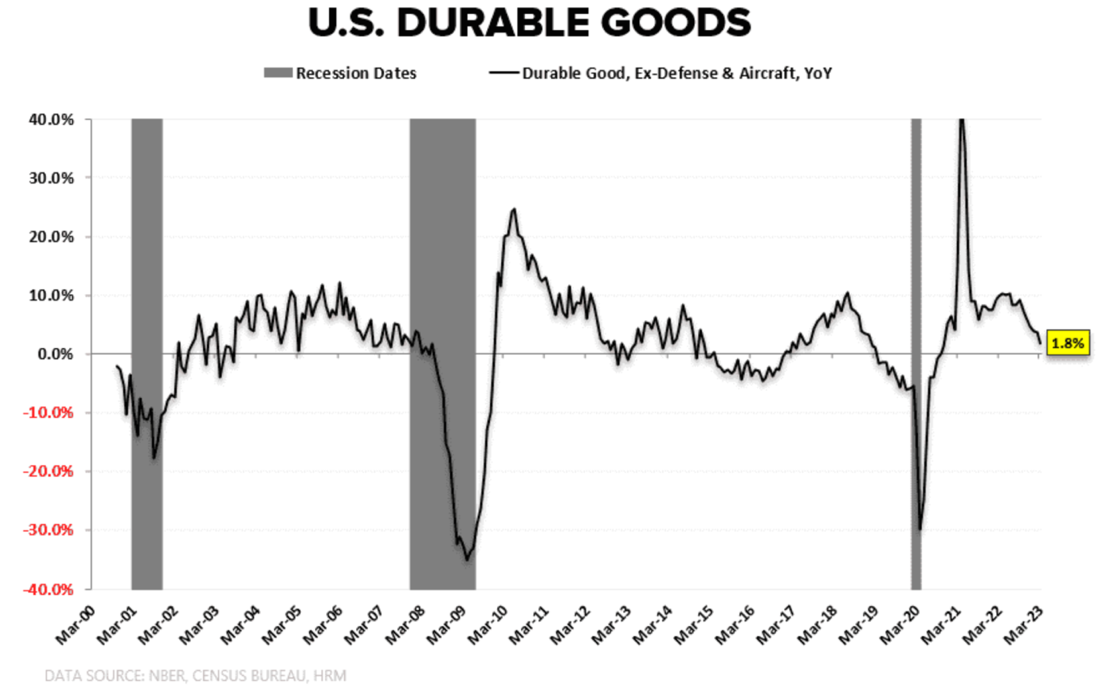 U.S. DURABLE GOODS
Recession Dates
Durable Good, Ex-Defense & Aircraft, YoY
40.0%
30.0%
20.0%
10.0%
0.0%
-10.0%
-20.0%
-30.0%
-40.0%
1.8%
Mar-00
Mar-01
Mar-02
Mar-03
Mar-04
Mar-05
Mar-06
Mar-07
Mar-08
Mar-09
Mar-10
Mar-11
Mar-12
Mar-13
Mar-14
Mar-15
Mar-16
Mar-17
Mar-18
Mar-19
Mar-20
Mar-21
Mar-22
Mar-23
DATA SOURCE: NBER, CENSUS BUREAU, HRM